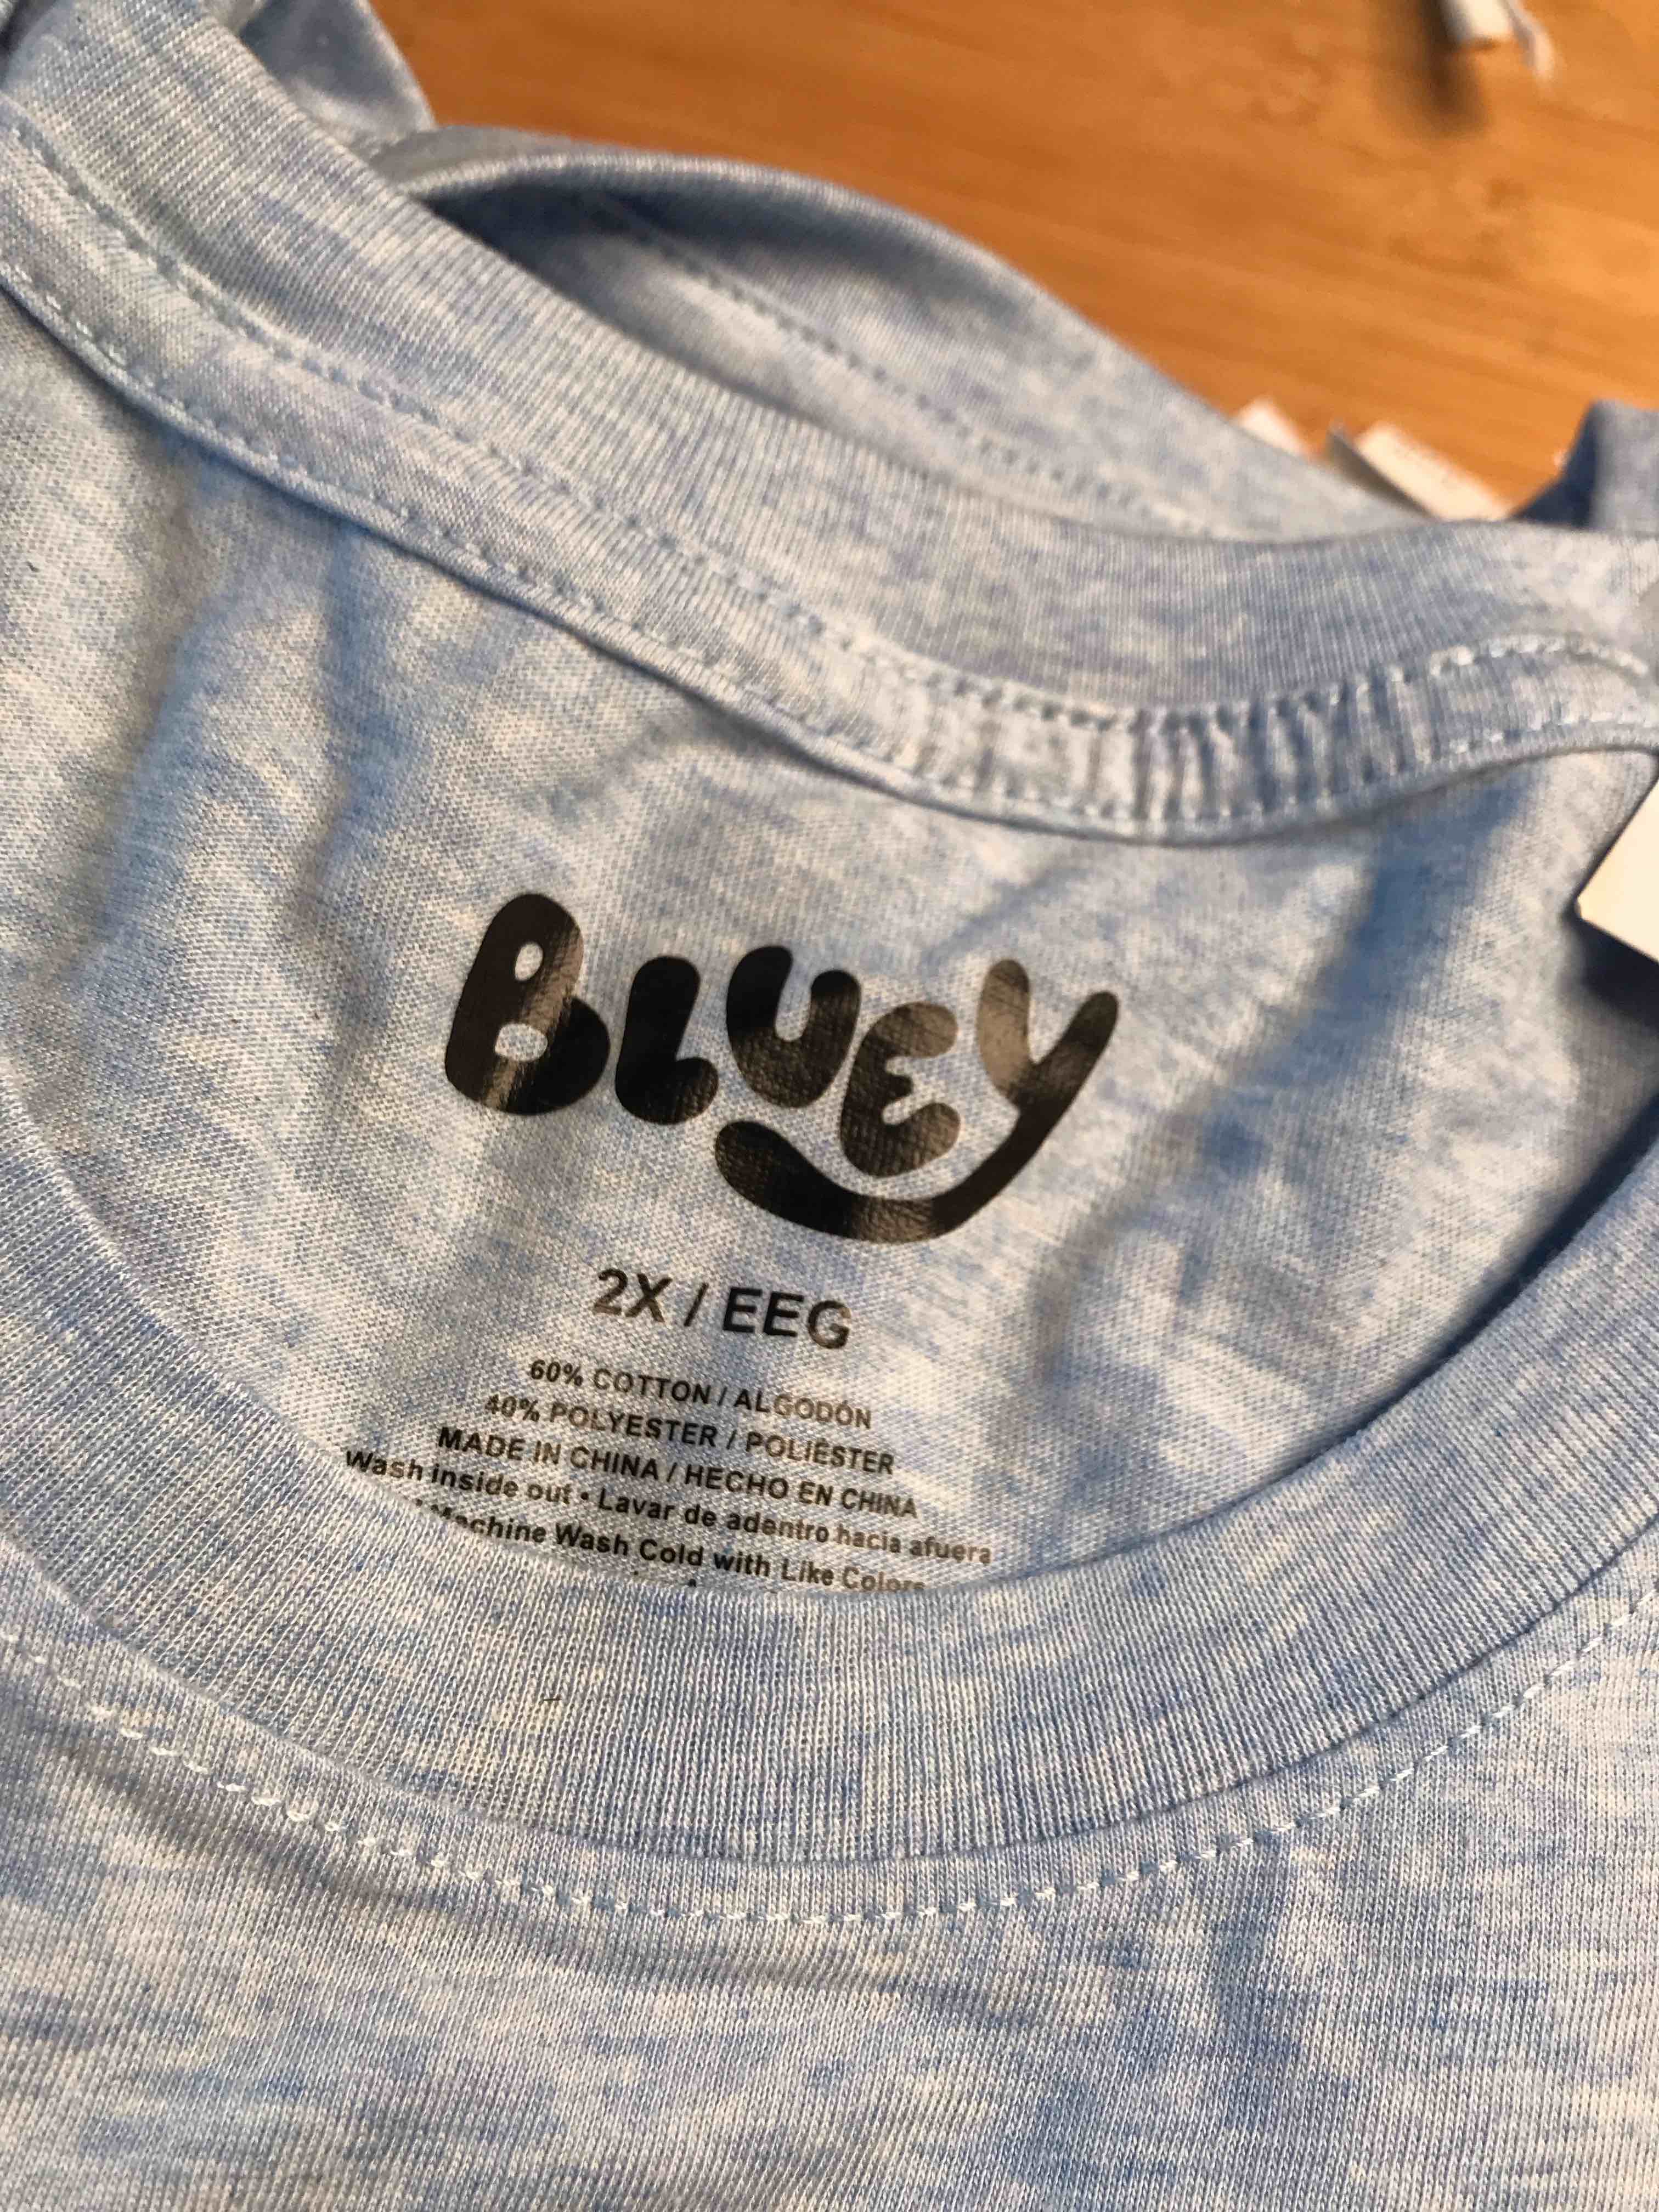 BLUEY
2X / EEG
60% COTTON / ALGODÓN
40% POLYESTER / POLIÉSTER
MADE IN CHINA / HECHO EN CHINA
Wash inside out • Lavar de adentro hacia afuera
Machine Wash Cold with Like Colors